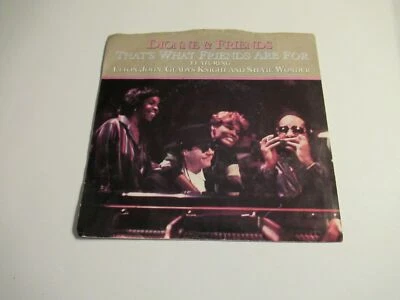 DIONNE & FRIENDS
THAT'S WHAT FRIENDS ARE FOR
FEATURING
ELTON JOHN, GLADYS KNIGHT AND STEVIE WONDER